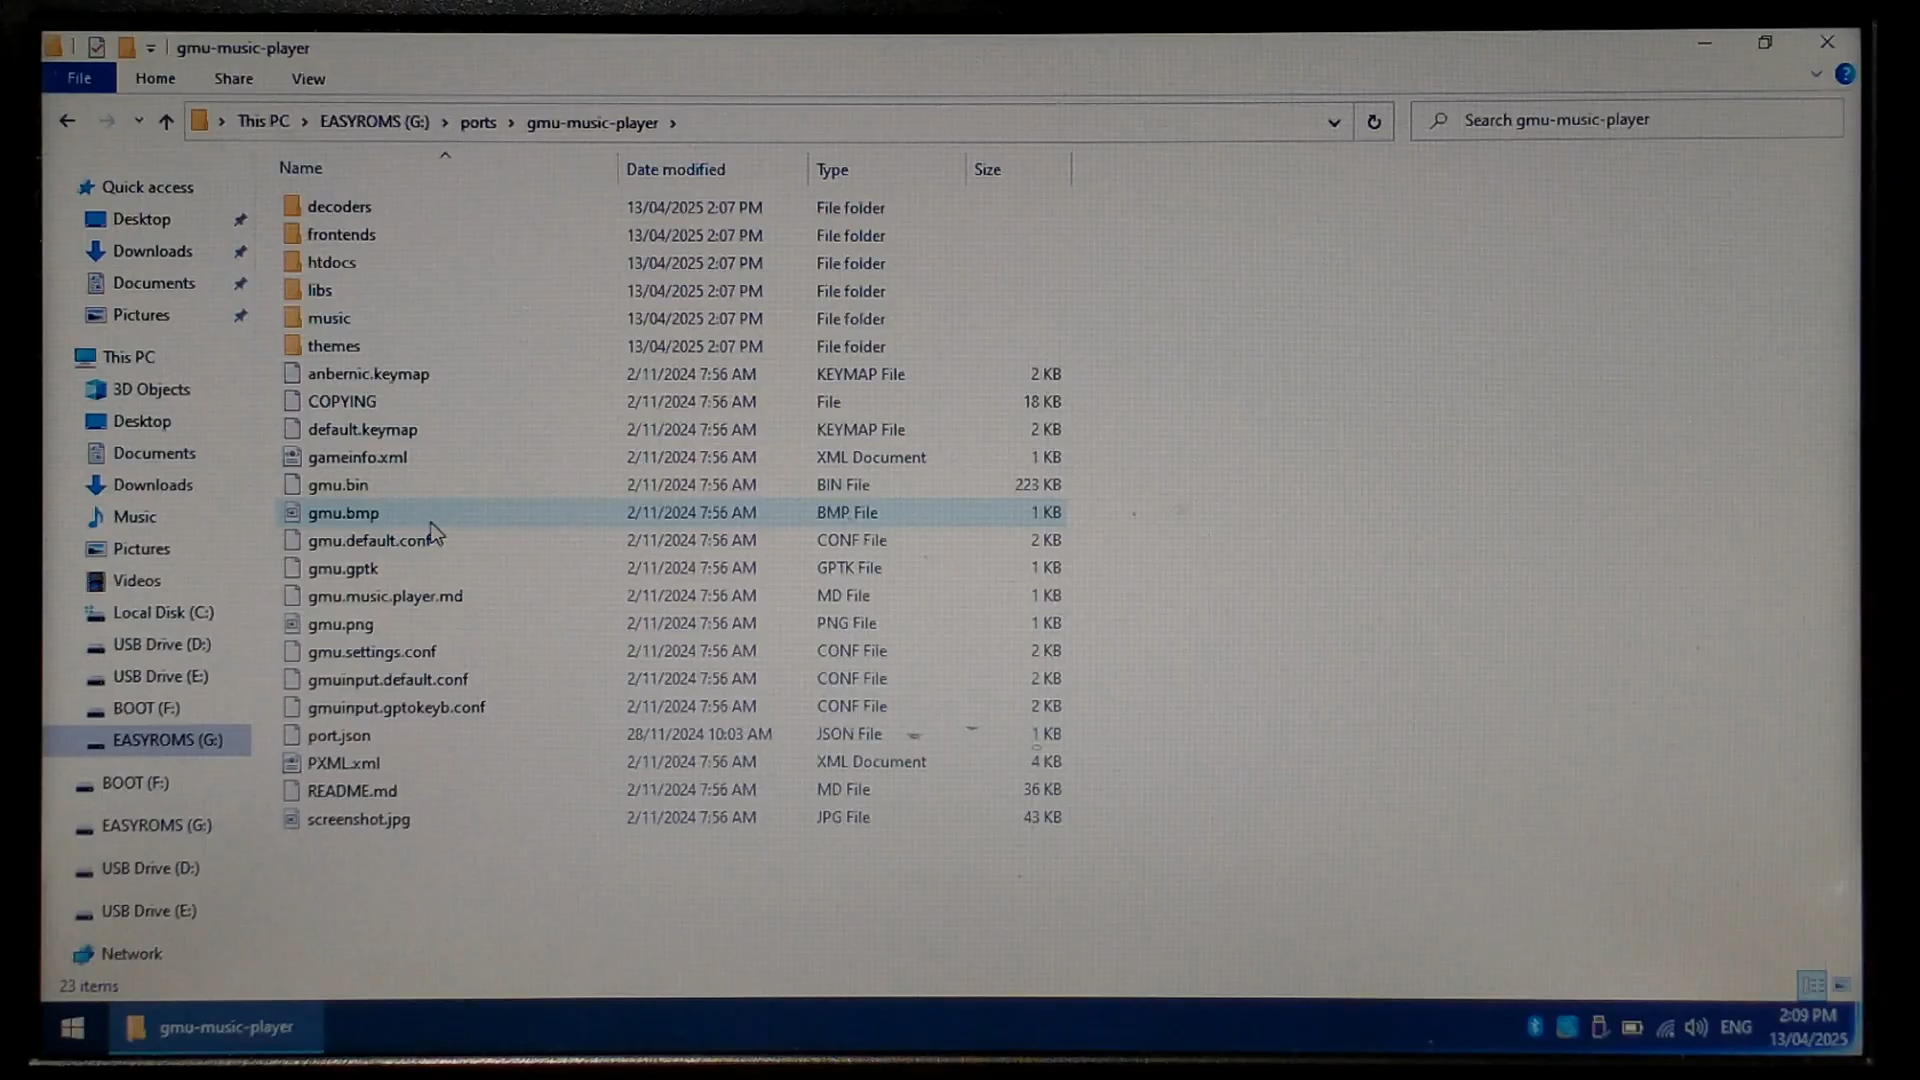 gmu-music-player
File Home Share View
This PC EASYROMS (G:) ports gmu-music-player
Search gmu-music-player
Name Date modified Type Size
Quick access
Desktop
Downloads
Documents
Pictures
This PC
3D Objects
Desktop
Documents
Downloads
Music
Pictures
Videos
Local Disk (C:)
USB Drive (D:)
USB Drive (E:)
BOOT (F:)
EASYROMS (G:)
BOOT (F:)
EASYROMS (G:)
USB Drive (D:)
USB Drive (E:)
Network
decoders 13/04/2025 2:07 PM File folder
frontends 13/04/2025 2:07 PM File folder
htdocs 13/04/2025 2:07 PM File folder
libs 13/04/2025 2:07 PM File folder
music 13/04/2025 2:07 PM File folder
themes 13/04/2025 2:07 PM File folder
anbernic.keymap 2/11/2024 7:56 AM KEYMAP File 2 KB
COPYING 2/11/2024 7:56 AM File 18 KB
default.keymap 2/11/2024 7:56 AM KEYMAP File 2 KB
gameinfo.xml 2/11/2024 7:56 AM XML Document 1 KB
gmu.bin 2/11/2024 7:56 AM BIN File 223 KB
gmu.bmp 2/11/2024 7:56 AM BMP File 1 KB
gmu.default.conf 2/11/2024 7:56 AM CONF File 2 KB
gmu.gptk 2/11/2024 7:56 AM GPTK File 1 KB
gmu.music.player.md 2/11/2024 7:56 AM MD File 1 KB
gmu.png 2/11/2024 7:56 AM PNG File 1 KB
gmu.settings.conf 2/11/2024 7:56 AM CONF File 2 KB
gmuinput.default.conf 2/11/2024 7:56 AM CONF File 2 KB
gmuinput.gptokeyb.conf 2/11/2024 7:56 AM CONF File 2 KB
port.json 28/11/2024 10:03 AM JSON File 1 KB
PXML.xml 2/11/2024 7:56 AM XML Document 4 KB
README.md 2/11/2024 7:56 AM MD File 36 KB
screenshot.jpg 2/11/2024 7:56 AM JPG File 43 KB
23 items
gmu-music-player
ENG
2:09 PM
13/04/2025